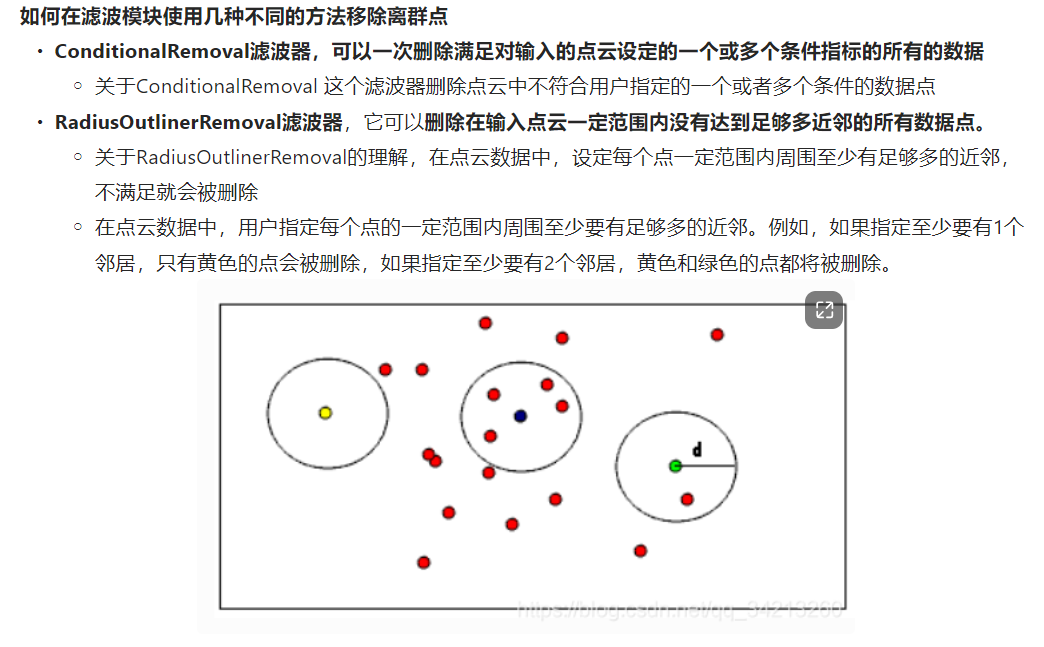 如何在滤波模块使用几种不同的方法移除离群点
• ConditionalRemoval滤波器，可以一次删除满足对输入的点云设定的一个或多个条件指标的所有的数据
○ 关于ConditionalRemoval 这个滤波器删除点云中不符合用户指定的一个或者多个条件的数据点
• RadiusOutlinerRemoval滤波器，它可以删除在输入点云一定范围内没有达到足够多近邻的所有数据点。
○ 关于RadiusOutlinerRemoval的理解，在点云数据中，设定每个点一定范围内周围至少有足够多的近邻，
不满足就会被删除
○ 在点云数据中，用户指定每个点的一定范围内周围至少要有足够多的近邻。例如，如果指定至少要有1个
邻居，只有黄色的点会被删除，如果指定至少要有2个邻居，黄色和绿色的点都将被删除。
d
https://blog.csdn.net/qq_34213260